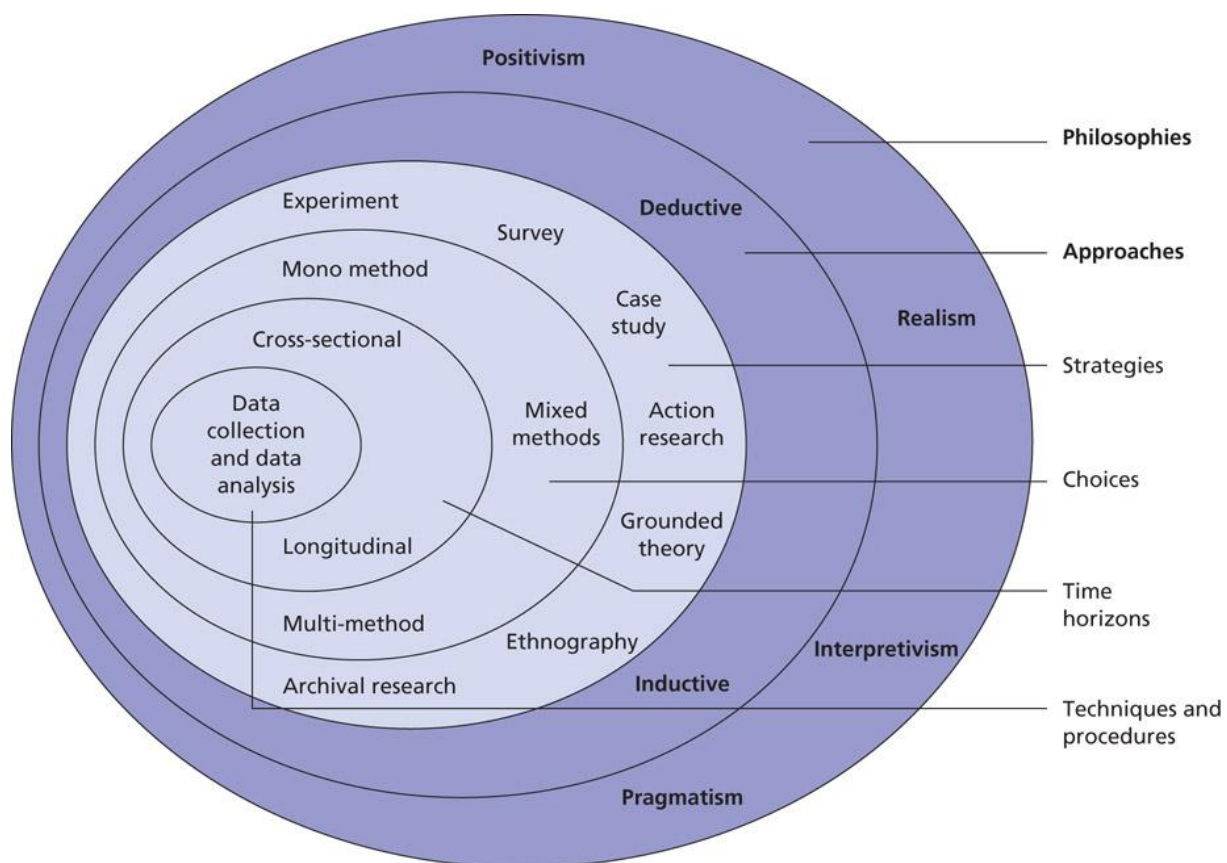 Positivism
Philosophies
Experiment
Deductive
Survey
Approaches
Mono method
Case
study
Realism
Cross-sectional
Strategies
Data
collection
and data
analysis
Mixed
methods
Action
research
Choices
Grounded
theory
Longitudinal
Time
horizons
Multi-method
Ethnography
Interpretivism
Archival research
Inductive
Techniques and
procedures
Pragmatism